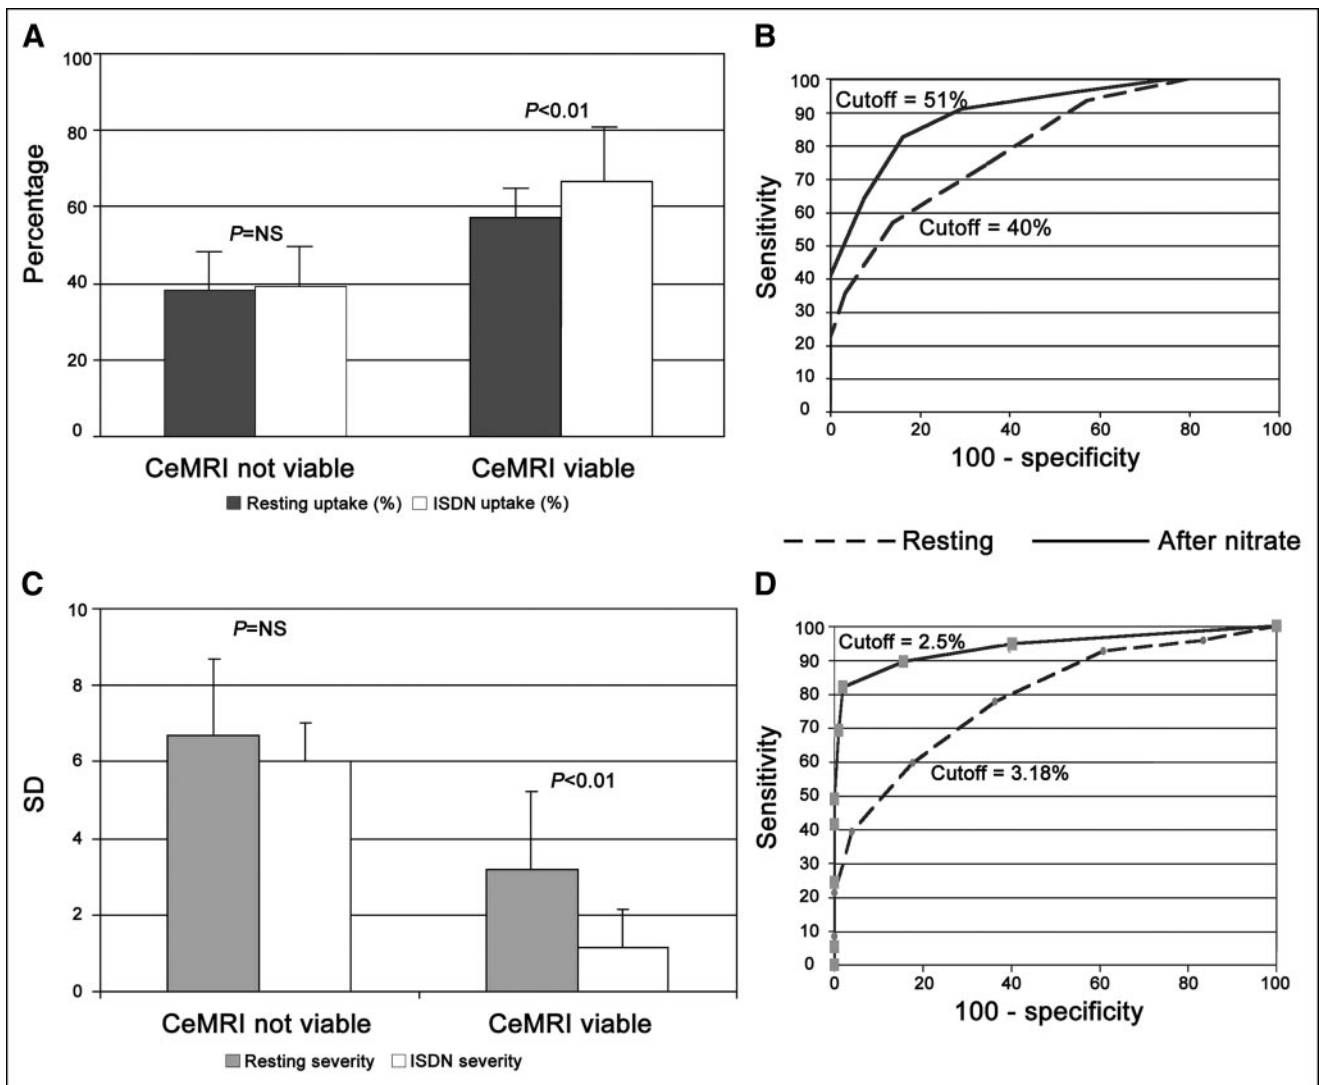 A
100
80
60
40
20
0
Percentage
P=NS
P<0.01
CeMRI not viable
CeMRI viable
Resting uptake (%)
ISDN uptake (%)
B
100
90
80
70
60
50
40
30
20
10
0
Sensitivity
Cutoff = 51%
Cutoff = 40%
0 20 40 60 80 100
100 - specificity
Resting
After nitrate
C
10
8
6
4
2
0
SD
P=NS
P<0.01
CeMRI not viable
CeMRI viable
Resting severity
ISDN severity
D
100
90
80
70
60
50
40
30
20
10
0
Sensitivity
Cutoff = 2.5%
Cutoff = 3.18%
0 20 40 60 80 100
100 - specificity